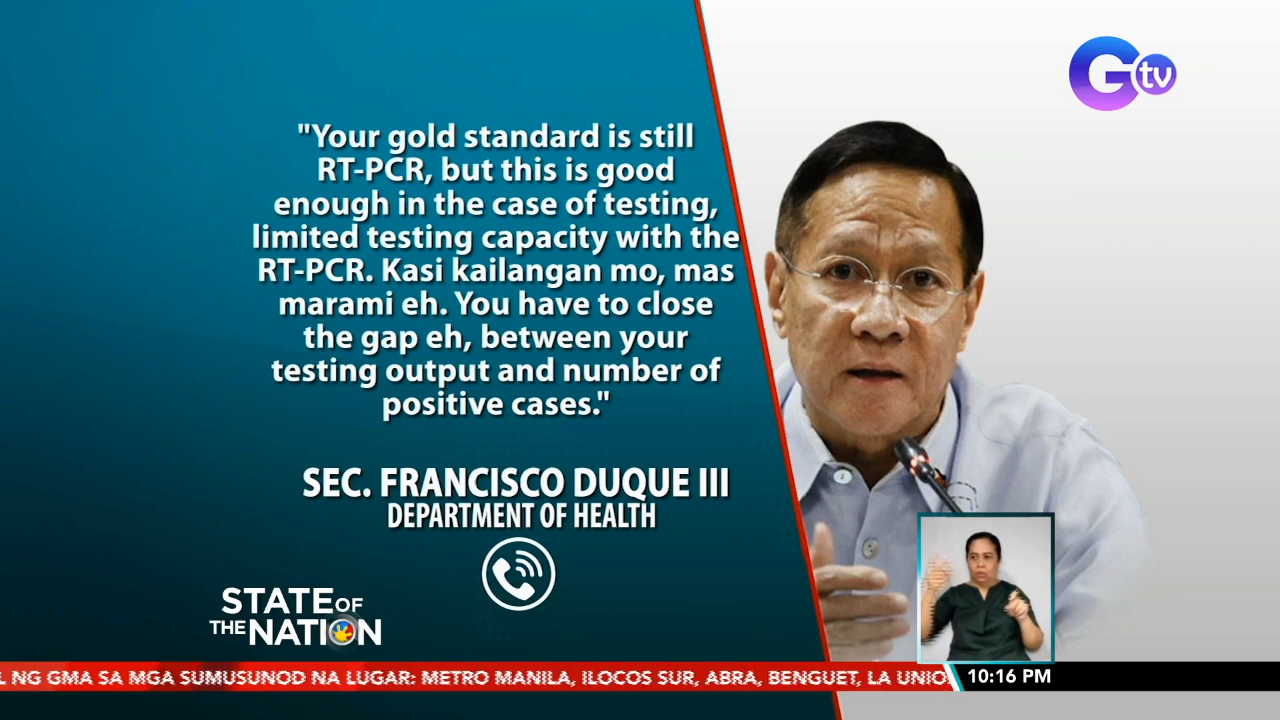 Gtv
"Your gold standard is still
RT-PCR, but this is good
enough in the case of testing,
limited testing capacity with the
RT-PCR. Kasi kailangan mo, mas
marami eh. You have to close
the gap eh, between your
testing output and number of
positive cases."
SEC. FRANCISCO DUQUE III
DEPARTMENT OF HEALTH
STATE OF
THE NATION
NG GMA SA MGA SUMUSUNOD NA LUGAR: METRO MANILA, ILOCOS SUR, ABRA, BENGUET, LA UNIO
10:16 PM